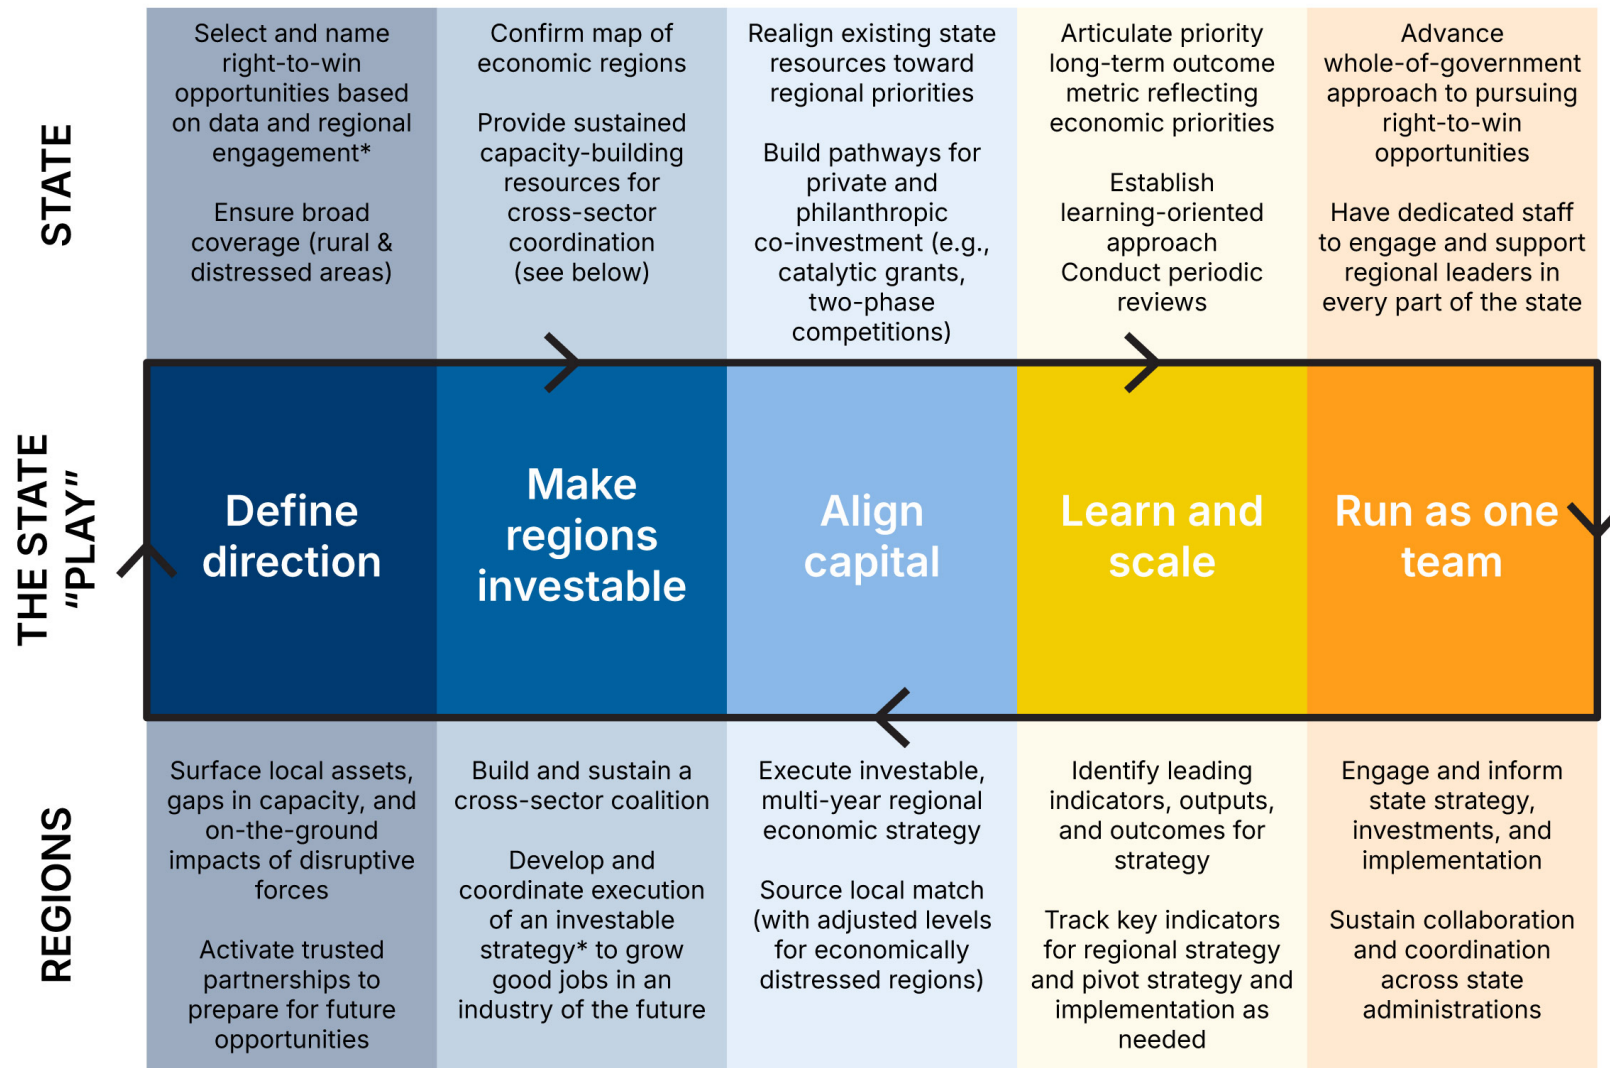 STATE
Select and name
right-to-win
opportunities based
on data and regional
engagement*
Ensure broad
coverage (rural &
distressed areas)
Confirm map of
economic regions
Provide sustained
capacity-building
resources for
cross-sector
coordination
(see below)
Realign existing state
resources toward
regional priorities
Build pathways for
private and
philanthropic
co-investment (e.g.,
catalytic grants,
two-phase
competitions)
Articulate priority
long-term outcome
metric reflecting
economic priorities
Establish
learning-oriented
approach
Conduct periodic
reviews
Advance
whole-of-government
approach to pursuing
right-to-win
opportunities
Have dedicated staff
to engage and support
regional leaders in
every part of the state
THE STATE
“PLAY”
Define
direction
Make
regions
investable
Align
capital
Learn and
scale
Run as one
team
REGIONS
Surface local assets,
gaps in capacity, and
on-the-ground
impacts of disruptive
forces
Activate trusted
partnerships to
prepare for future
opportunities
Build and sustain a
cross-sector coalition
Develop and
coordinate execution
of an investable
strategy* to grow
good jobs in an
industry of the future
Execute investable,
multi-year regional
economic strategy
Source local match
(with adjusted levels
for economically
distressed regions)
Identify leading
indicators, outputs,
and outcomes for
strategy
Track key indicators
for regional strategy
and pivot strategy and
implementation as
needed
Engage and inform
state strategy,
investments, and
implementation
Sustain collaboration
and coordination
across state
administrations